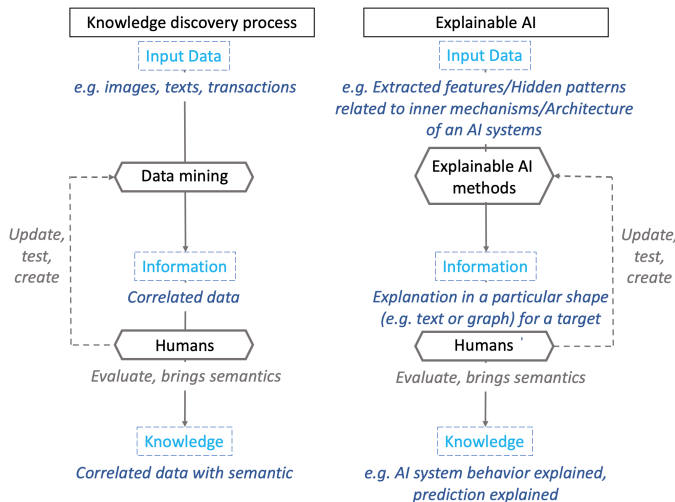 Knowledge discovery process
Input Data
e.g. images, texts, transactions
Data mining
Update,
test,
create
Information
Correlated data
Humans
Evaluate, brings semantics
Knowledge
Correlated data with semantic
Explainable AI
Input Data
e.g. Extracted features/Hidden patterns
related to inner mechanisms/Architecture
of an AI systems
Explainable AI
methods
Update,
test,
create
Information
Explanation in a particular shape
(e.g. text or graph) for a target
Humans
Evaluate, brings semantics
Knowledge
e.g. AI system behavior explained,
prediction explained